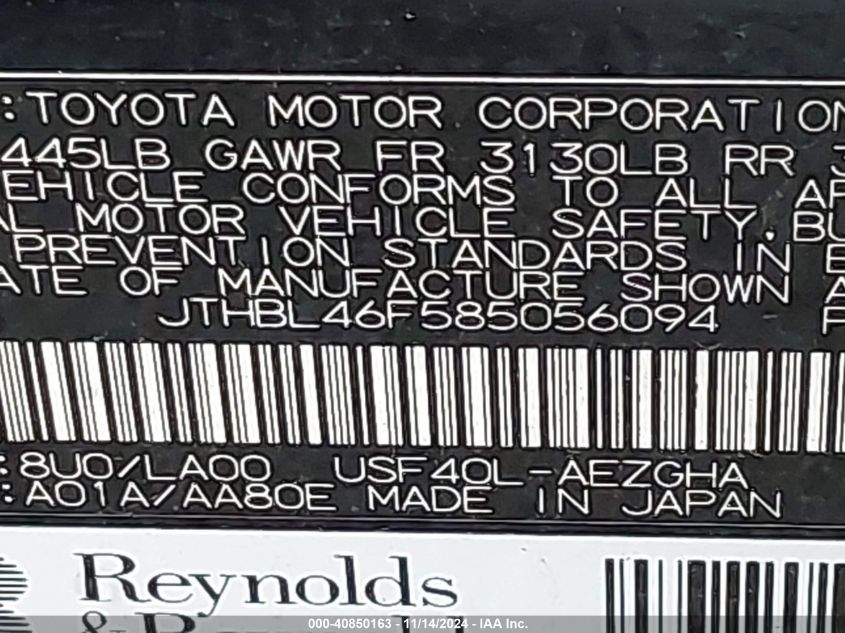 : TOYOTA MOTOR CORPORATION
445LB GAWR FR 3130LB RR
VEHICLE CONFORMS TO ALL
MOTOR VEHICLE SAFETY,
PREVENTION STANDARDS IN
OF MANUFACTURE SHOWN
JTHBL46F585056094
: 8U0/LA00 USF40L-AEZGHA
: A01A/AA80E MADE IN JAPAN
Reynolds
000-40850163 - 11/14/2024 - IAA Inc.